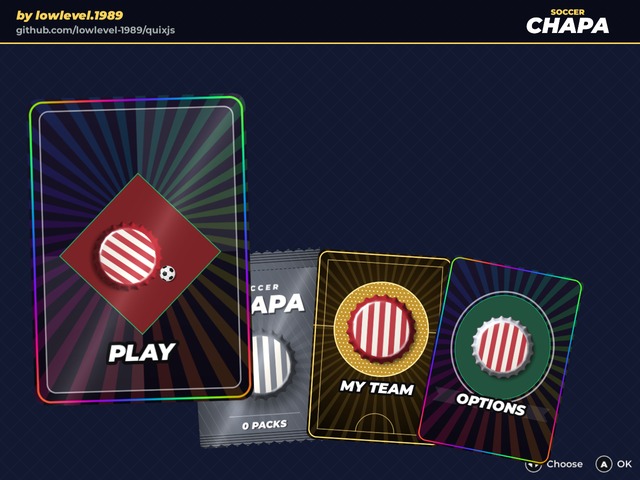 by lowlevel.1989
github.com/lowlevel-1989/quixjs
SOCCER
CHAPA
PLAY
CCER
APA
0 PACKS
MY TEAM
OPTIONS
Choose
A
OK